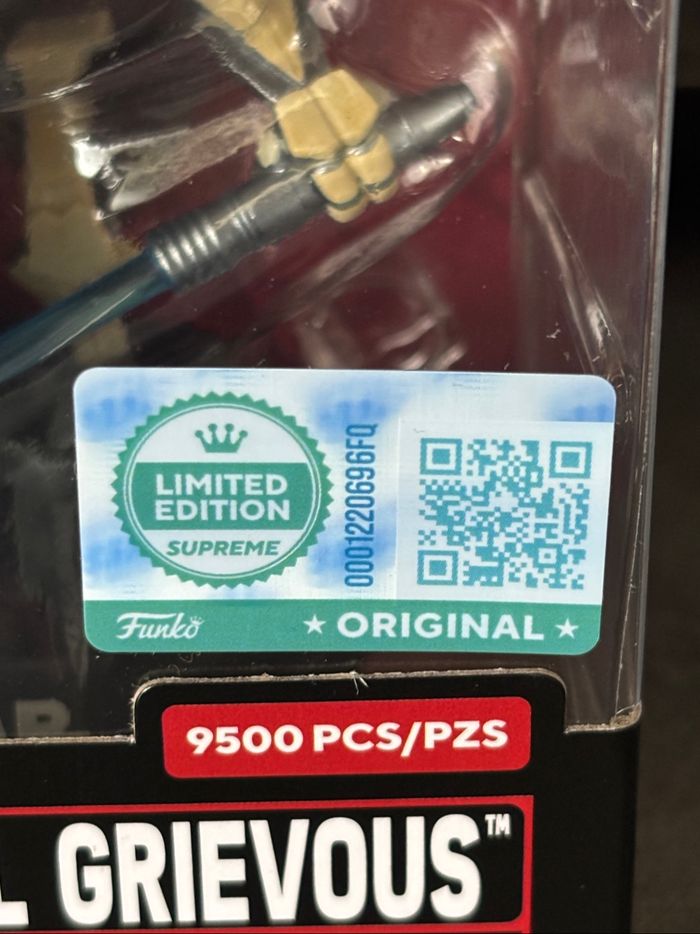 LIMITED
EDITION
SUPREME
0001220696FQ
Funko
★ ORIGINAL ★
9500 PCS/PZS
L GRIEVOUS™